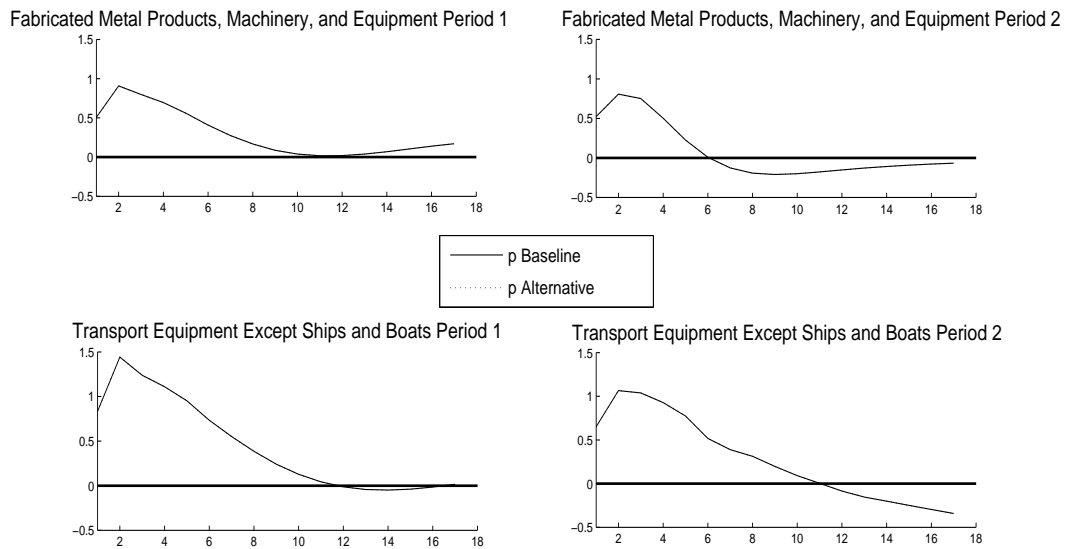 Fabricated Metal Products, Machinery, and Equipment Period 1
1.5
1
0.5
0
−0.5
2 4 6 8 10 12 14 16 18
Fabricated Metal Products, Machinery, and Equipment Period 2
1.5
1
0.5
0
−0.5
2 4 6 8 10 12 14 16 18
p Baseline
p Alternative
Transport Equipment Except Ships and Boats Period 1
1.5
1
0.5
0
−0.5
2 4 6 8 10 12 14 16 18
Transport Equipment Except Ships and Boats Period 2
1.5
1
0.5
0
−0.5
2 4 6 8 10 12 14 16 18